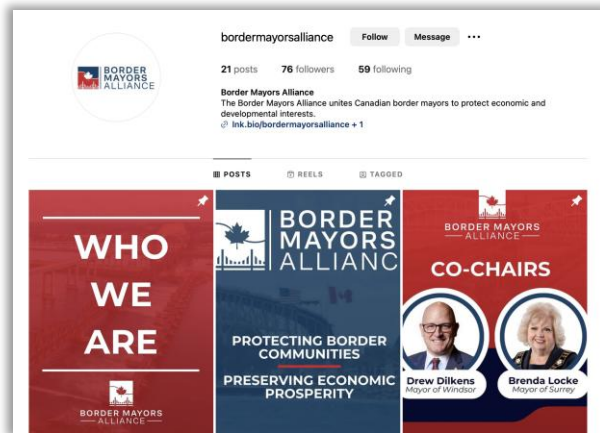 bordermayorsalliance Follow Message ...
21 posts 76 followers 59 following
BORDER
MAYORS
ALLIANCE
Border Mayors Alliance
The Border Mayors Alliance unites Canadian border mayors to protect economic and
developmental interests.
lnk.bio/bordermayorsalliance + 1
POSTS REELS TAGGED
WHO
WE
ARE
BORDER MAYORS
ALLIANCE
BORDER
MAYORS
ALLIANC
PROTECTING BORDER
COMMUNITIES
PRESERVING ECONOMIC
PROSPERITY
BORDER MAYORS
ALLIANCE
CO-CHAIRS
Drew Dilkens
Mayor of Windsor
Brenda Locke
Mayor of Surrey